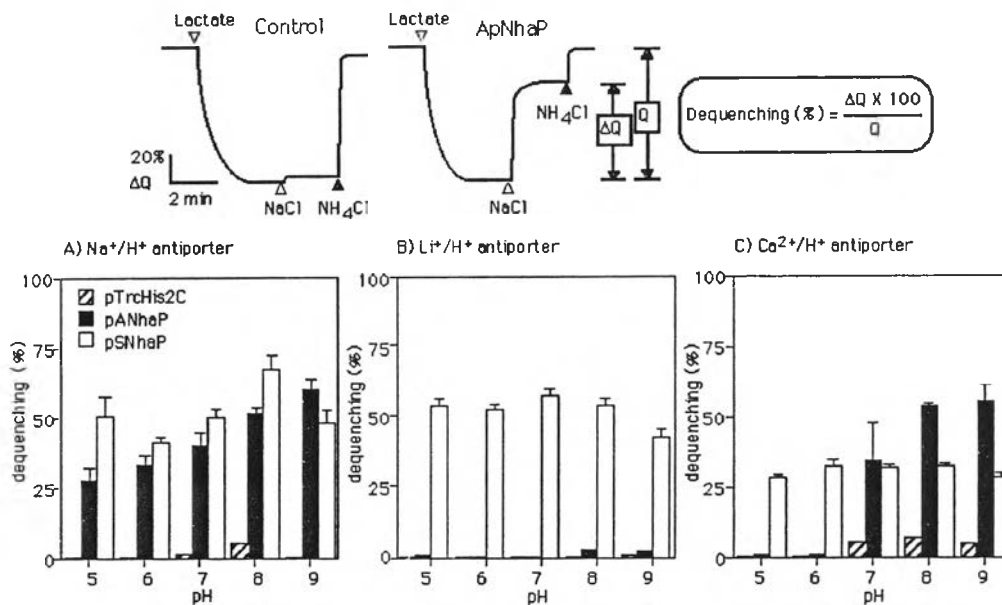 Lactate
Control
20%
ΔQ
2 min
NaCl
NH4Cl
Lactate
ApNhaP
NH4Cl
NaCl
ΔQ
Q
Dequenching (%) = ΔQ X 100
Q
A) Na+/H+ antiporter
100
75
50
25
0
dequenching (%)
pTrcHis2C
pANhaP
pSNhaP
5 6 7 8 9
pH
B) Li+/H+ antiporter
100
75
50
25
0
dequenching (%)
5 6 7 8 9
pH
C) Ca2+/H+ antiporter
100
75
50
25
0
dequenching (%)
5 6 7 8 9
pH